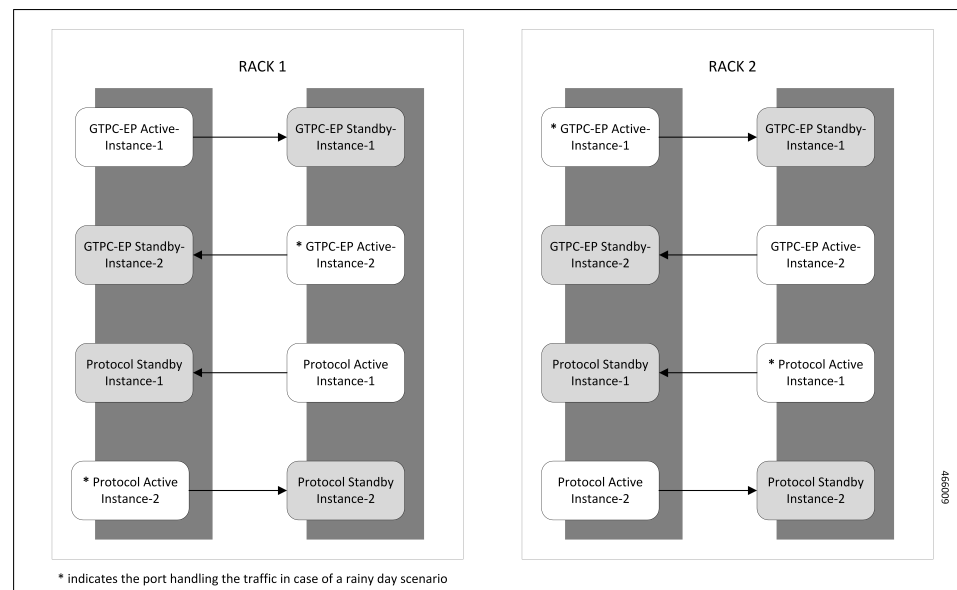 RACK 1
GTPC-EP Active-
Instance-1
GTPC-EP Standby-
Instance-1
GTPC-EP Standby-
Instance-2
* GTPC-EP Active-
Instance-2
Protocol Standby
Instance-1
Protocol Active
Instance-1
* Protocol Active
Instance-2
Protocol Standby
Instance-2
RACK 2
* GTPC-EP Active-
Instance-1
GTPC-EP Standby-
Instance-1
GTPC-EP Standby-
Instance-2
GTPC-EP Active-
Instance-2
Protocol Standby
Instance-1
* Protocol Active
Instance-1
Protocol Active
Instance-2
Protocol Standby
Instance-2
466009
* indicates the port handling the traffic in case of a rainy day scenario